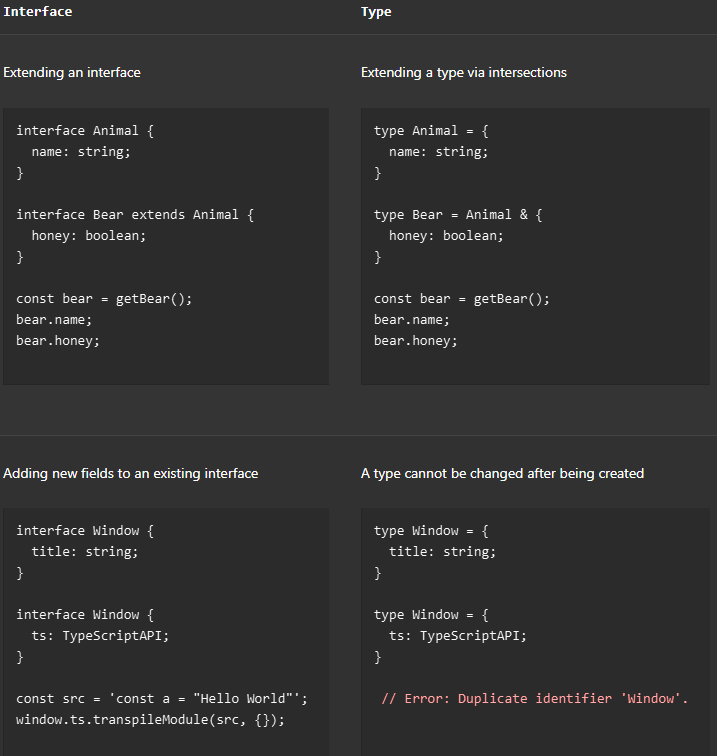 Interface
Type
Extending an interface
Extending a type via intersections
interface Animal {
  name: string;
}

interface Bear extends Animal {
  honey: boolean;
}

const bear = getBear();
bear.name;
bear.honey;
type Animal = {
  name: string;
}

type Bear = Animal & {
  honey: boolean;
}

const bear = getBear();
bear.name;
bear.honey;
Adding new fields to an existing interface
A type cannot be changed after being created
interface Window {
  title: string;
}

interface Window {
  ts: TypeScriptAPI;
}

const src = 'const a = "Hello World"';
window.ts.transpileModule(src, {});
type Window = {
  title: string;
}

type Window = {
  ts: TypeScriptAPI;
}

// Error: Duplicate identifier 'Window'.